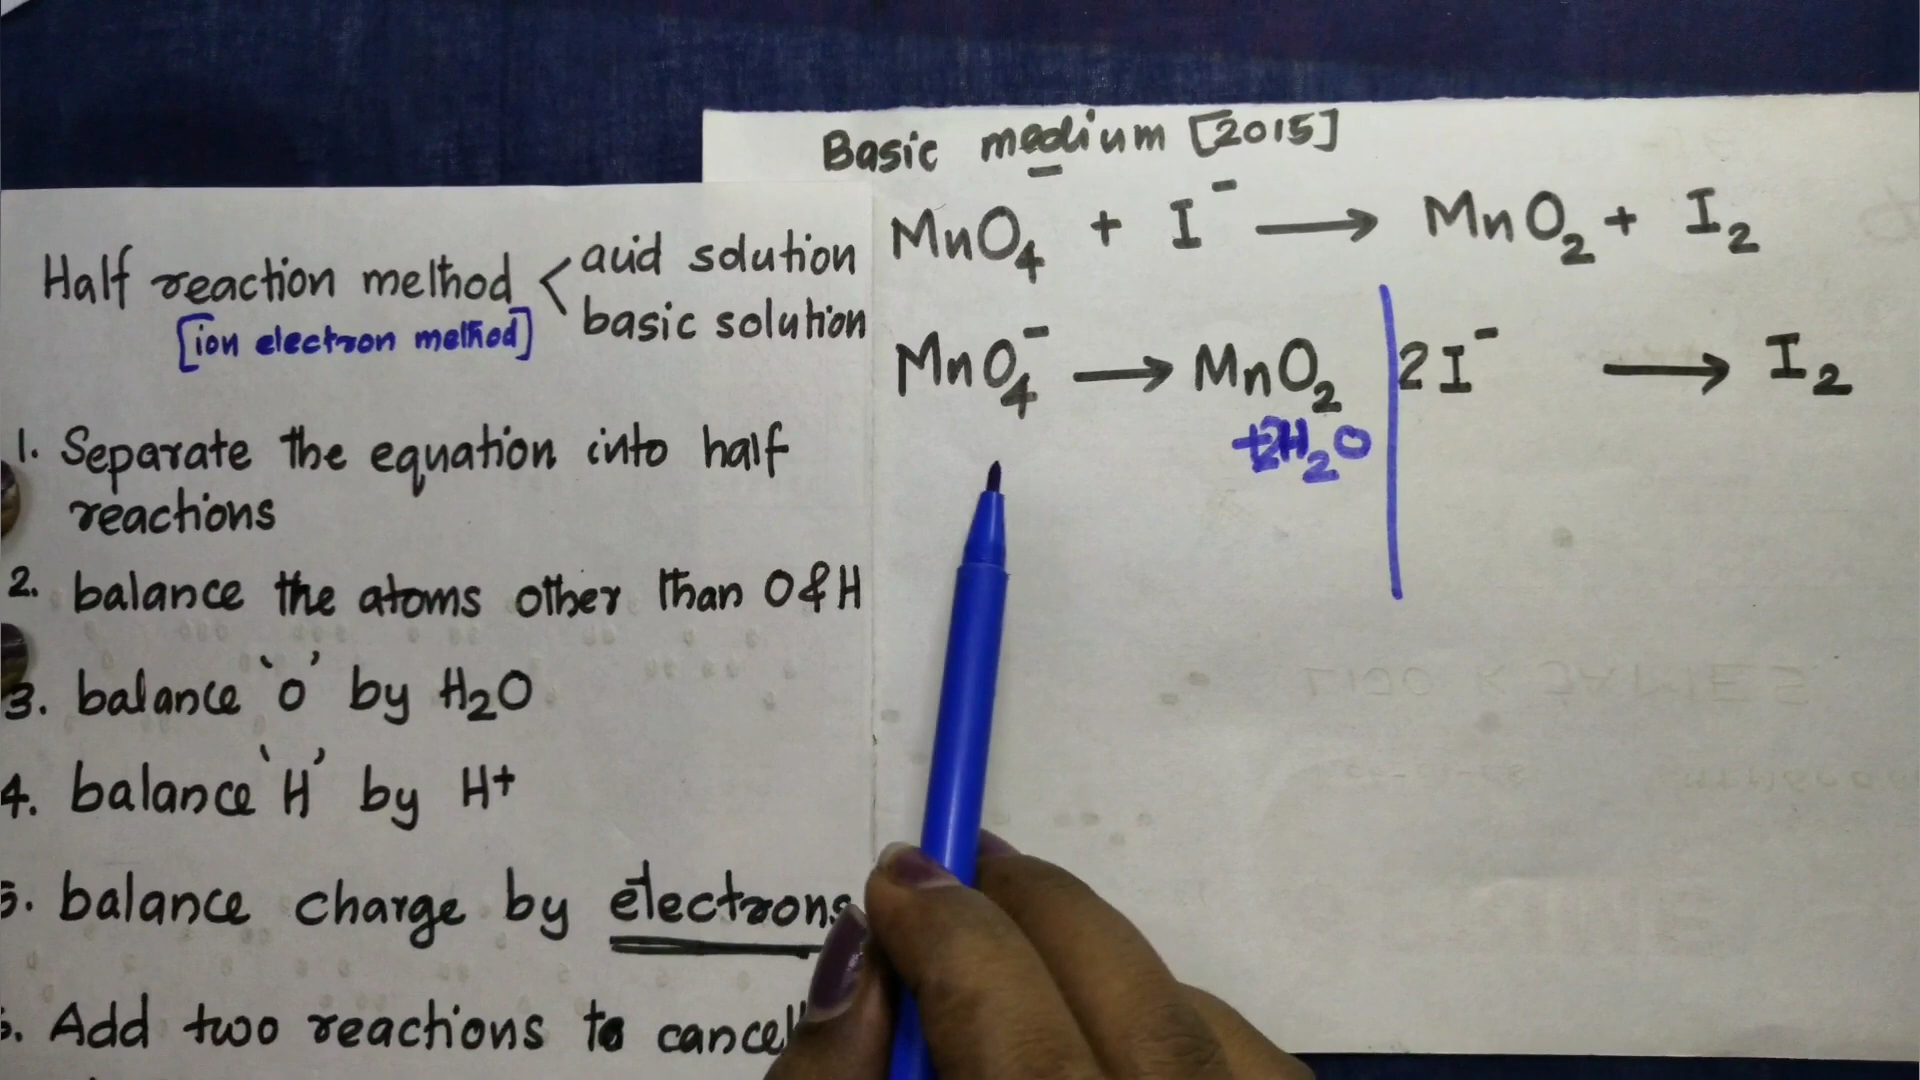 Half reaction method < acid solution
basic solution
[ion electron method]
1. Separate the equation into half
reactions
2. balance the atoms other than O & H
3. balance 'O' by H₂O
4. balance 'H' by H+
5. balance charge by electrons
6. Add two reactions to cancel
Basic medium [2015]
MnO₄⁻ + I⁻ → MnO₂ + I₂
MnO₄⁻ → MnO₂ | 2I⁻ → I₂
+2H₂O